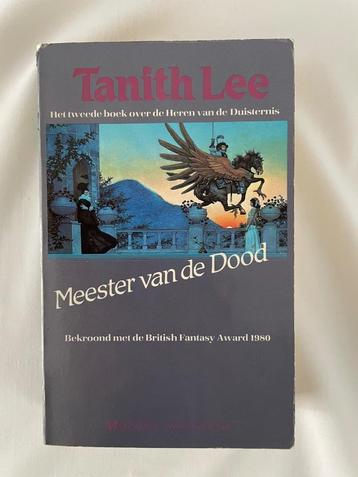 Tanith Lee
Het tweede boek over de Heren van de Duisternis
Meester van de Dood
Bekroond met de British Fantasy Award 1980
M